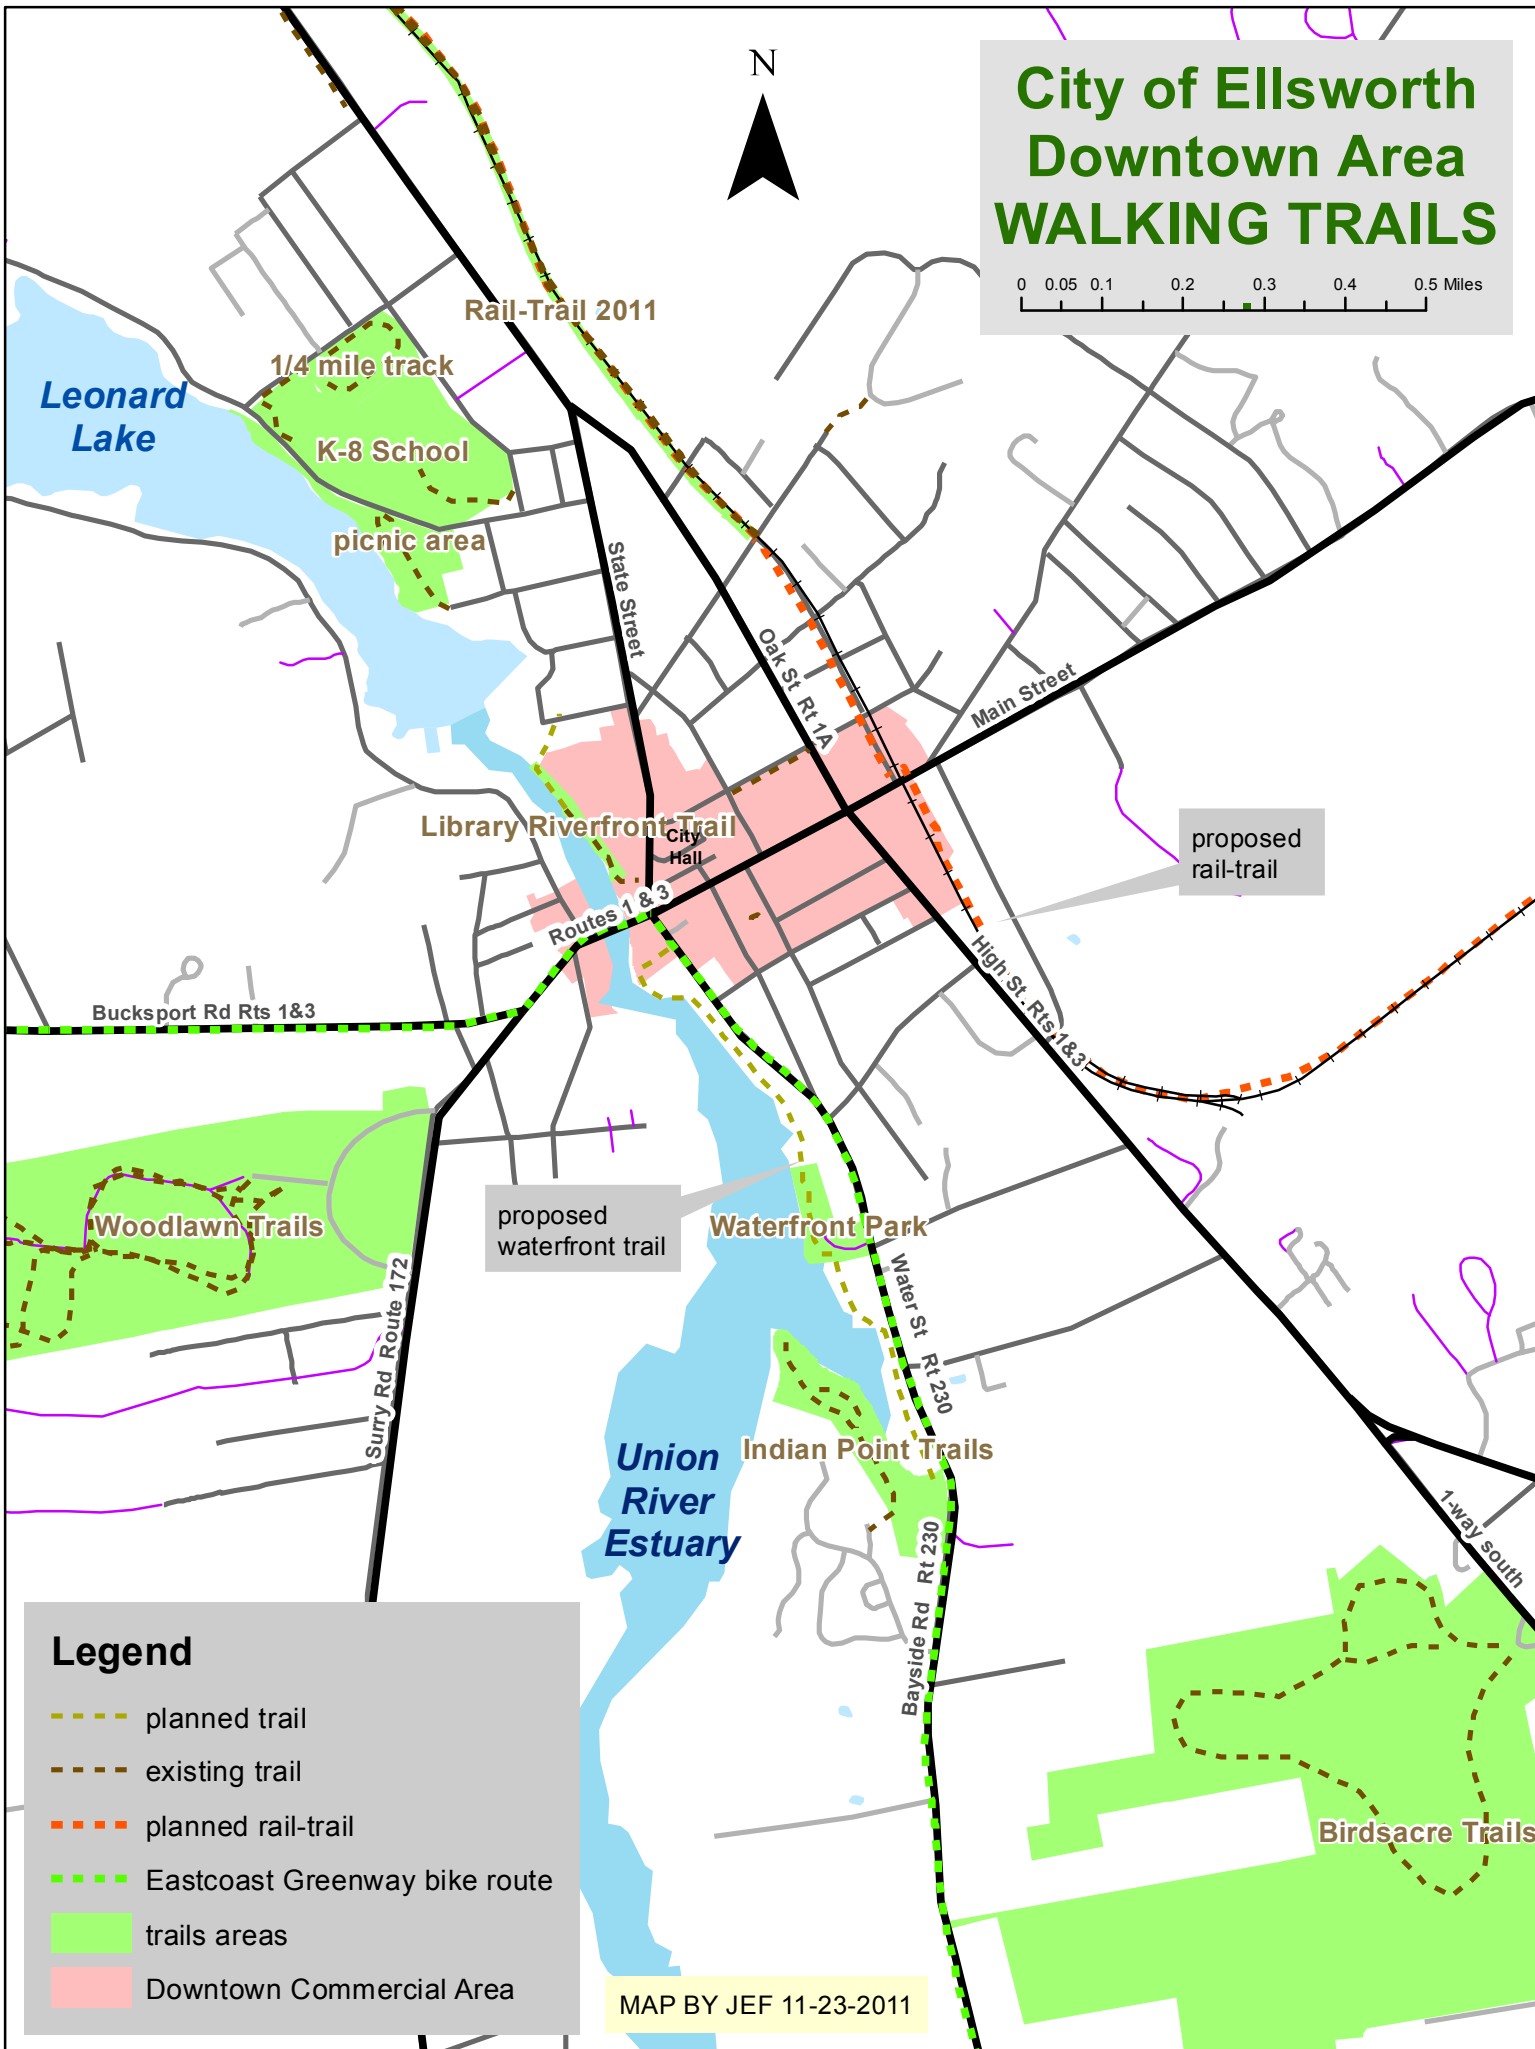 City of Ellsworth
Downtown Area
WALKING TRAILS
0 0.05 0.1 0.2 0.3 0.4 0.5 Miles
N
Rail-Trail 2011
1/4 mile track
Leonard
Lake
K-8 School
picnic area
State Street
Oak St Rt 1A
Main Street
Library Riverfront Trail
City
Hall
proposed
rail-trail
Routes 1 & 3
High St Rts 1&3
Bucksport Rd Rts 1&3
proposed
waterfront trail
Waterfront Park
Woodlawn Trails
Surry Rd Route 172
Water St Rt 230
Indian Point Trails
Union
River
Estuary
Bayside Rd Rt 230
1-way south
Birdsacre Trails
Legend
planned trail
existing trail
planned rail-trail
Eastcoast Greenway bike route
trails areas
Downtown Commercial Area
MAP BY JEF 11-23-2011